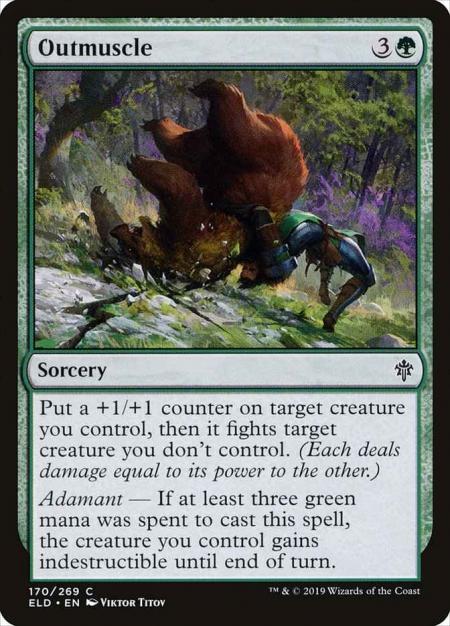 Outmuscle 3
Sorcery
Put a +1/+1 counter on target creature
you control, then it fights target
creature you don't control. (Each deals
damage equal to its power to the other.)
Adamant — If at least three green
mana was spent to cast this spell,
the creature you control gains
indestructible until end of turn.
170/269 C
ELD • EN Viktor Titov
™ & © 2019 Wizards of the Coast